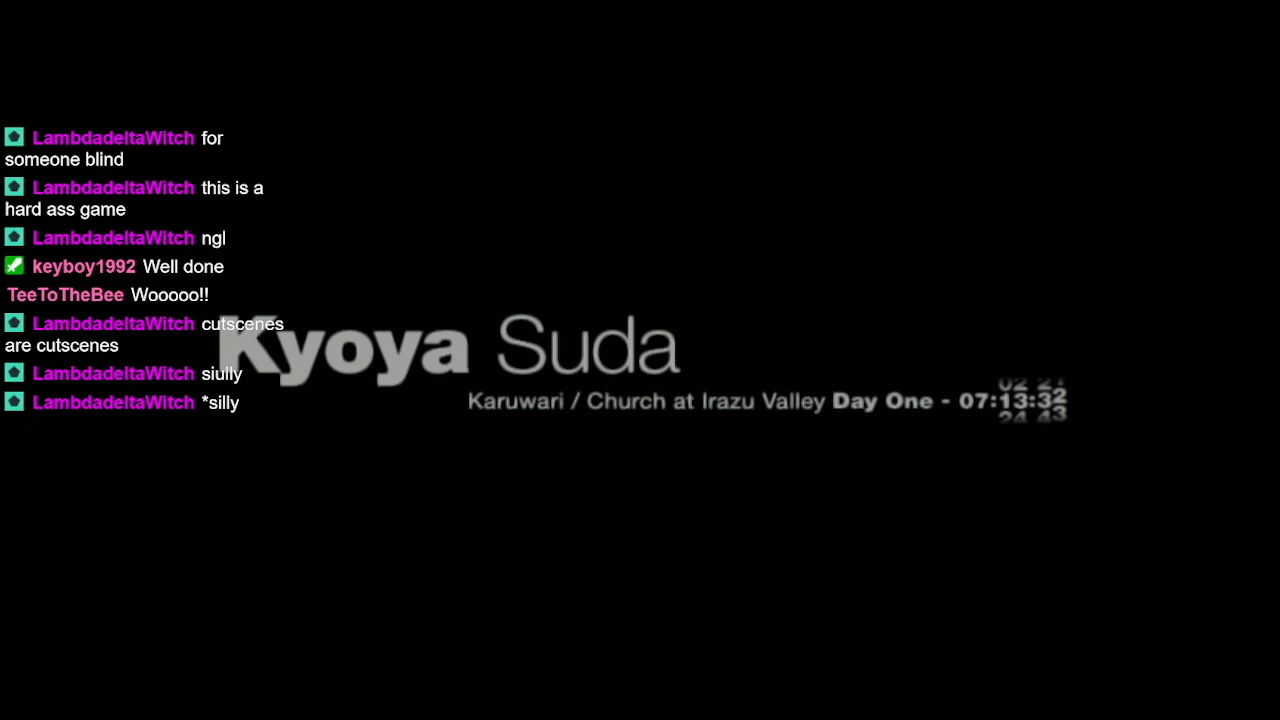 LambdadeltaWitch for
someone blind
LambdadeltaWitch this is a
hard ass game
LambdadeltaWitch ngl
keyboy1992 Well done
TeeToTheBee Wooooo!!
LambdadeltaWitch cutscenes
are cutscenes
LambdadeltaWitch siully
LambdadeltaWitch *silly
Kyoya Suda
Karuwari / Church at Irazu Valley Day One - 07:13:32